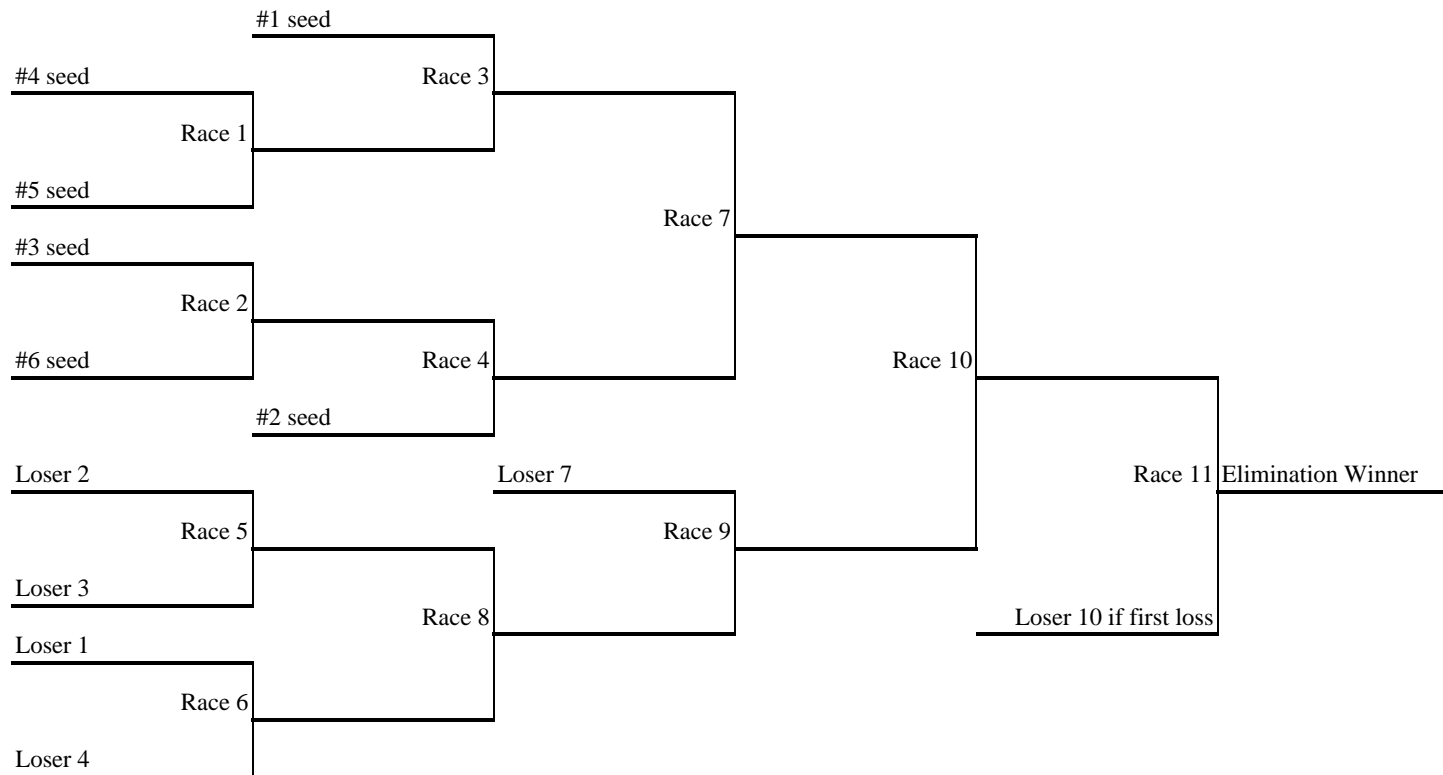 #1 seed
#4 seed
Race 3
Race 1
#5 seed
Race 7
#3 seed
Race 2
#6 seed
Race 4
Race 10
#2 seed
Loser 2
Loser 7
Race 11 Elimination Winner
Race 5
Race 9
Loser 3
Race 8
Loser 10 if first loss
Loser 1
Race 6
Loser 4